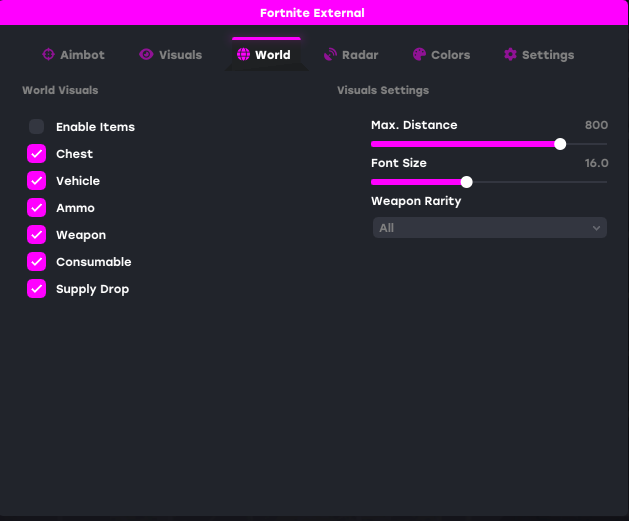 Fortnite External
Aimbot Visuals World Radar Colors Settings
World Visuals
Enable Items
Chest
Vehicle
Ammo
Weapon
Consumable
Supply Drop
Visuals Settings
Max. Distance 800
Font Size 16.0
Weapon Rarity
All